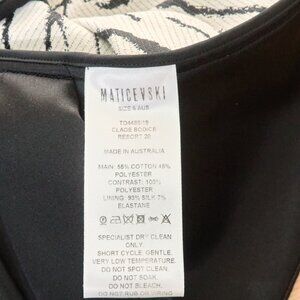 MATICEVSKI
SIZE 6 AUS
CLAGE BODICE
RESORT 20
MADE IN AUSTRALIA
MAIN: 55% COTTON 45%
POLYESTER
CONTRAST: 100%
POLYESTER
LINING: 93% SILK 7%
ELASTANE
SPECIALIST DRY CLEAN
ONLY.
SHORT CYCLE. GENTLE.
VERY LOW TEMPERATURE.
DO NOT SPOT CLEAN.
DO NOT SOAK.
DO NOT BLEACH.
DO NOT RUB OR WRING